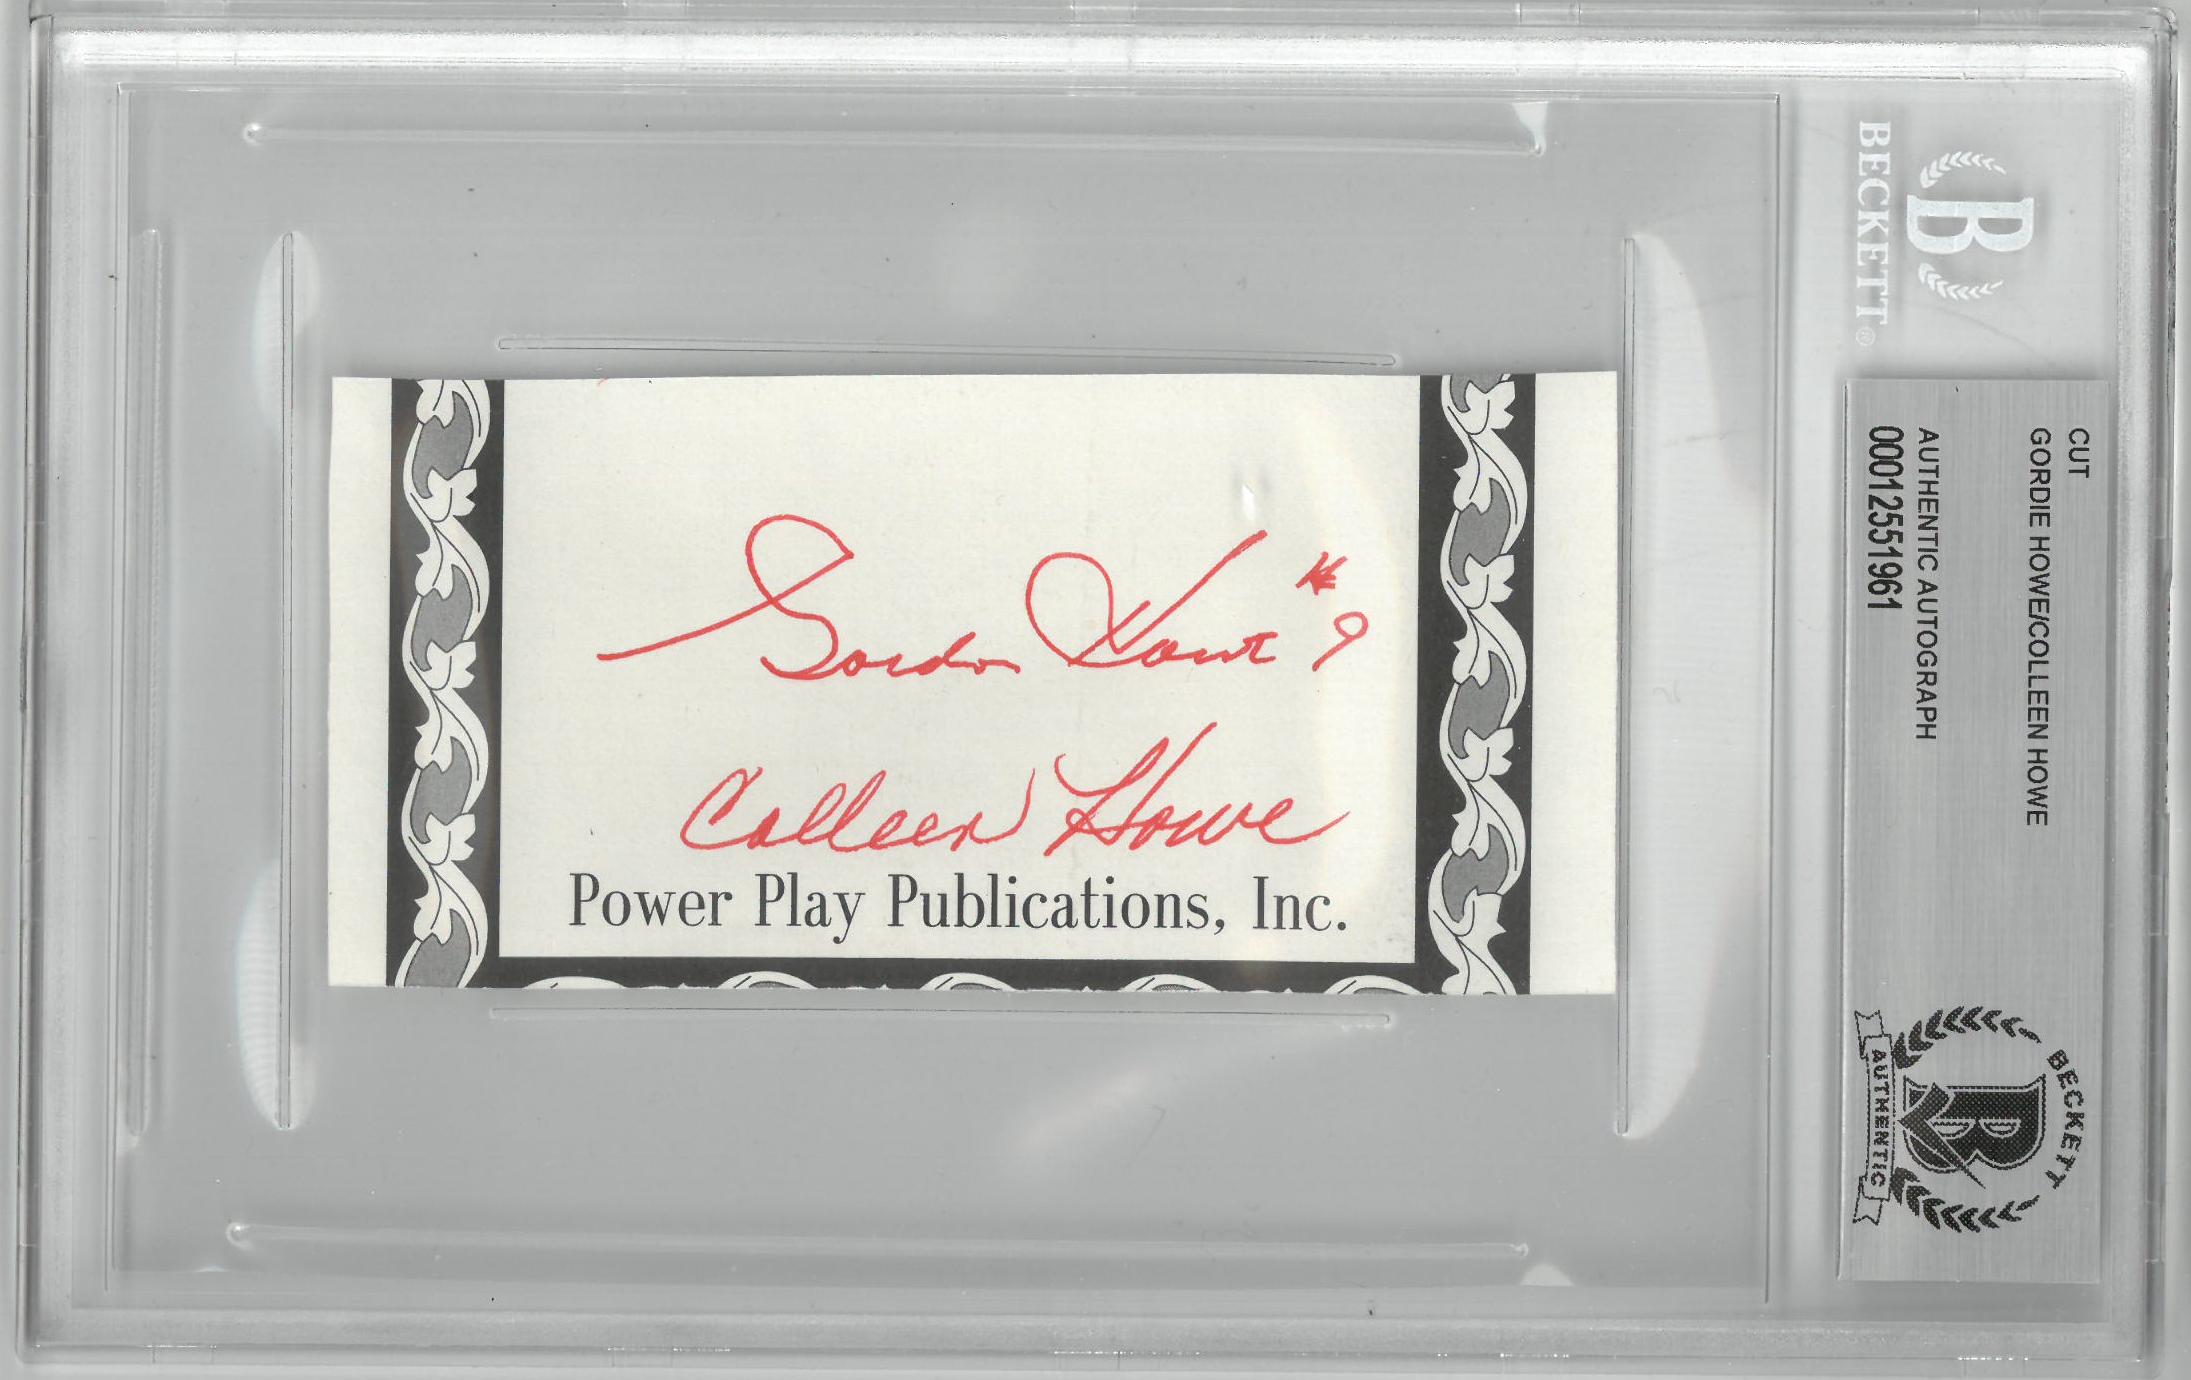 Gordon Howe #9
Colleen Howe
Power Play Publications, Inc.
B
BECKETT®
CUT
GORDIE HOWE/COLLEEN HOWE
AUTHENTIC AUTOGRAPH
00012551961
BECKETT
B
AUTHENTIC